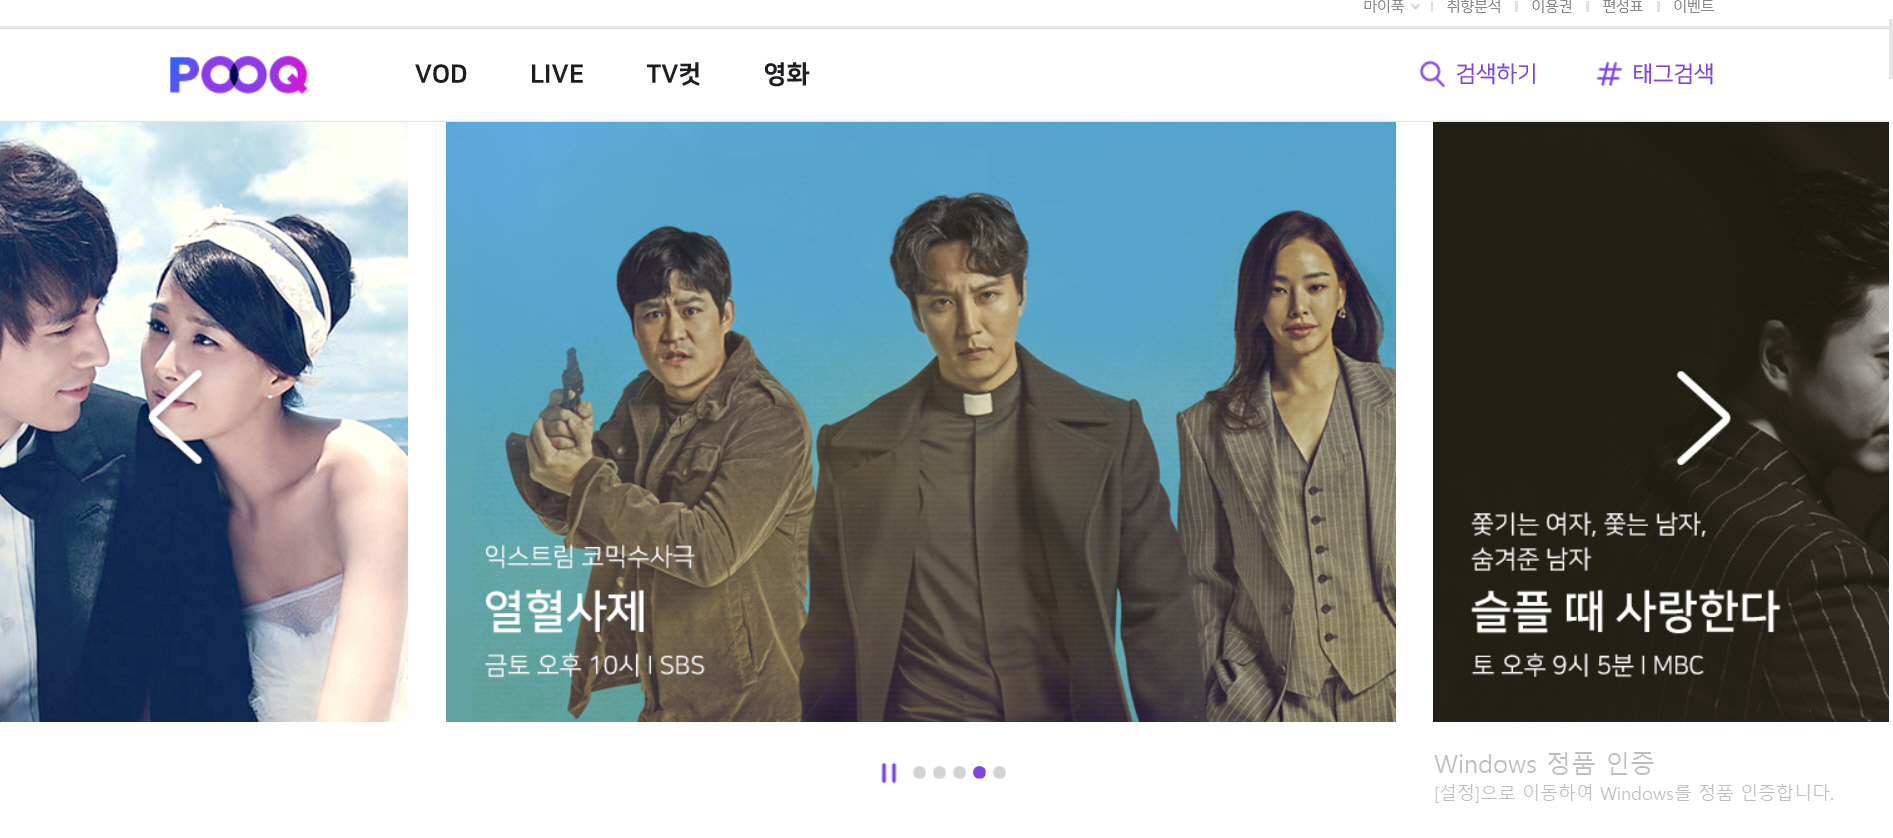 마이푹 취향분석 이용권 편성표 이벤트
POOQ VOD LIVE TV컷 영화 검색하기 # 태그검색
익스트림 코믹수사극
열혈사제
금토 오후 10시 | SBS
쫓기는 여자, 쫓는 남자,
숨겨준 남자
슬플 때 사랑한다
토 오후 9시 5분 | MBC
Windows 정품 인증
[설정]으로 이동하여 Windows를 정품 인증합니다.